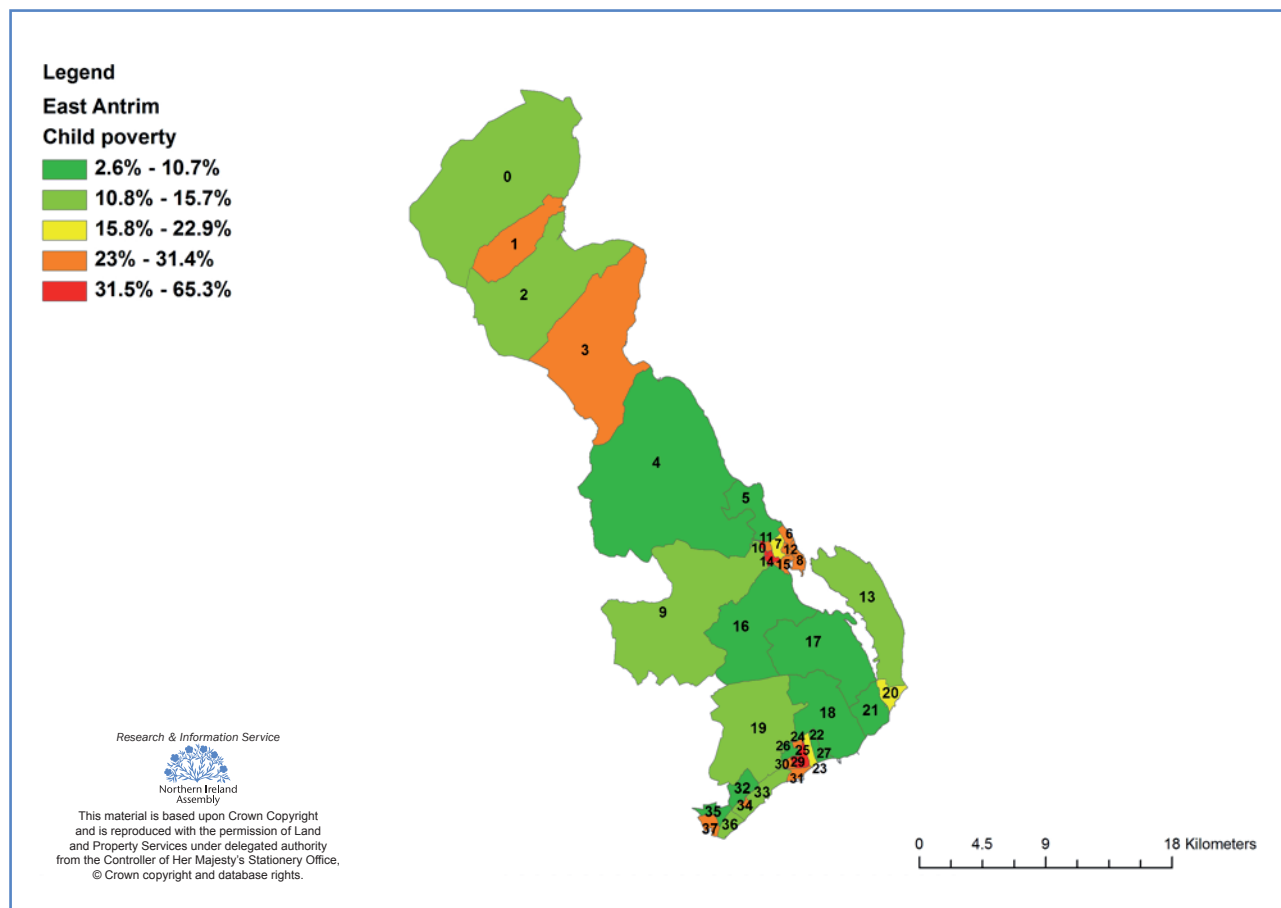 Legend
East Antrim
Child poverty
2.6% - 10.7%
10.8% - 15.7%
15.8% - 22.9%
23% - 31.4%
31.5% - 65.3%
0
1
2
3
4
5
6
11
7
10
12
14
15
8
13
9
16
17
20
21
18
19
24
22
26
25
27
30
29
23
31
32
33
34
35
36
37
Research & Information Service
Northern Ireland
Assembly
This material is based upon Crown Copyright
and is reproduced with the permission of Land
and Property Services under delegated authority
from the Controller of Her Majesty's Stationery Office,
© Crown copyright and database rights.
0 4.5 9 18 Kilometers